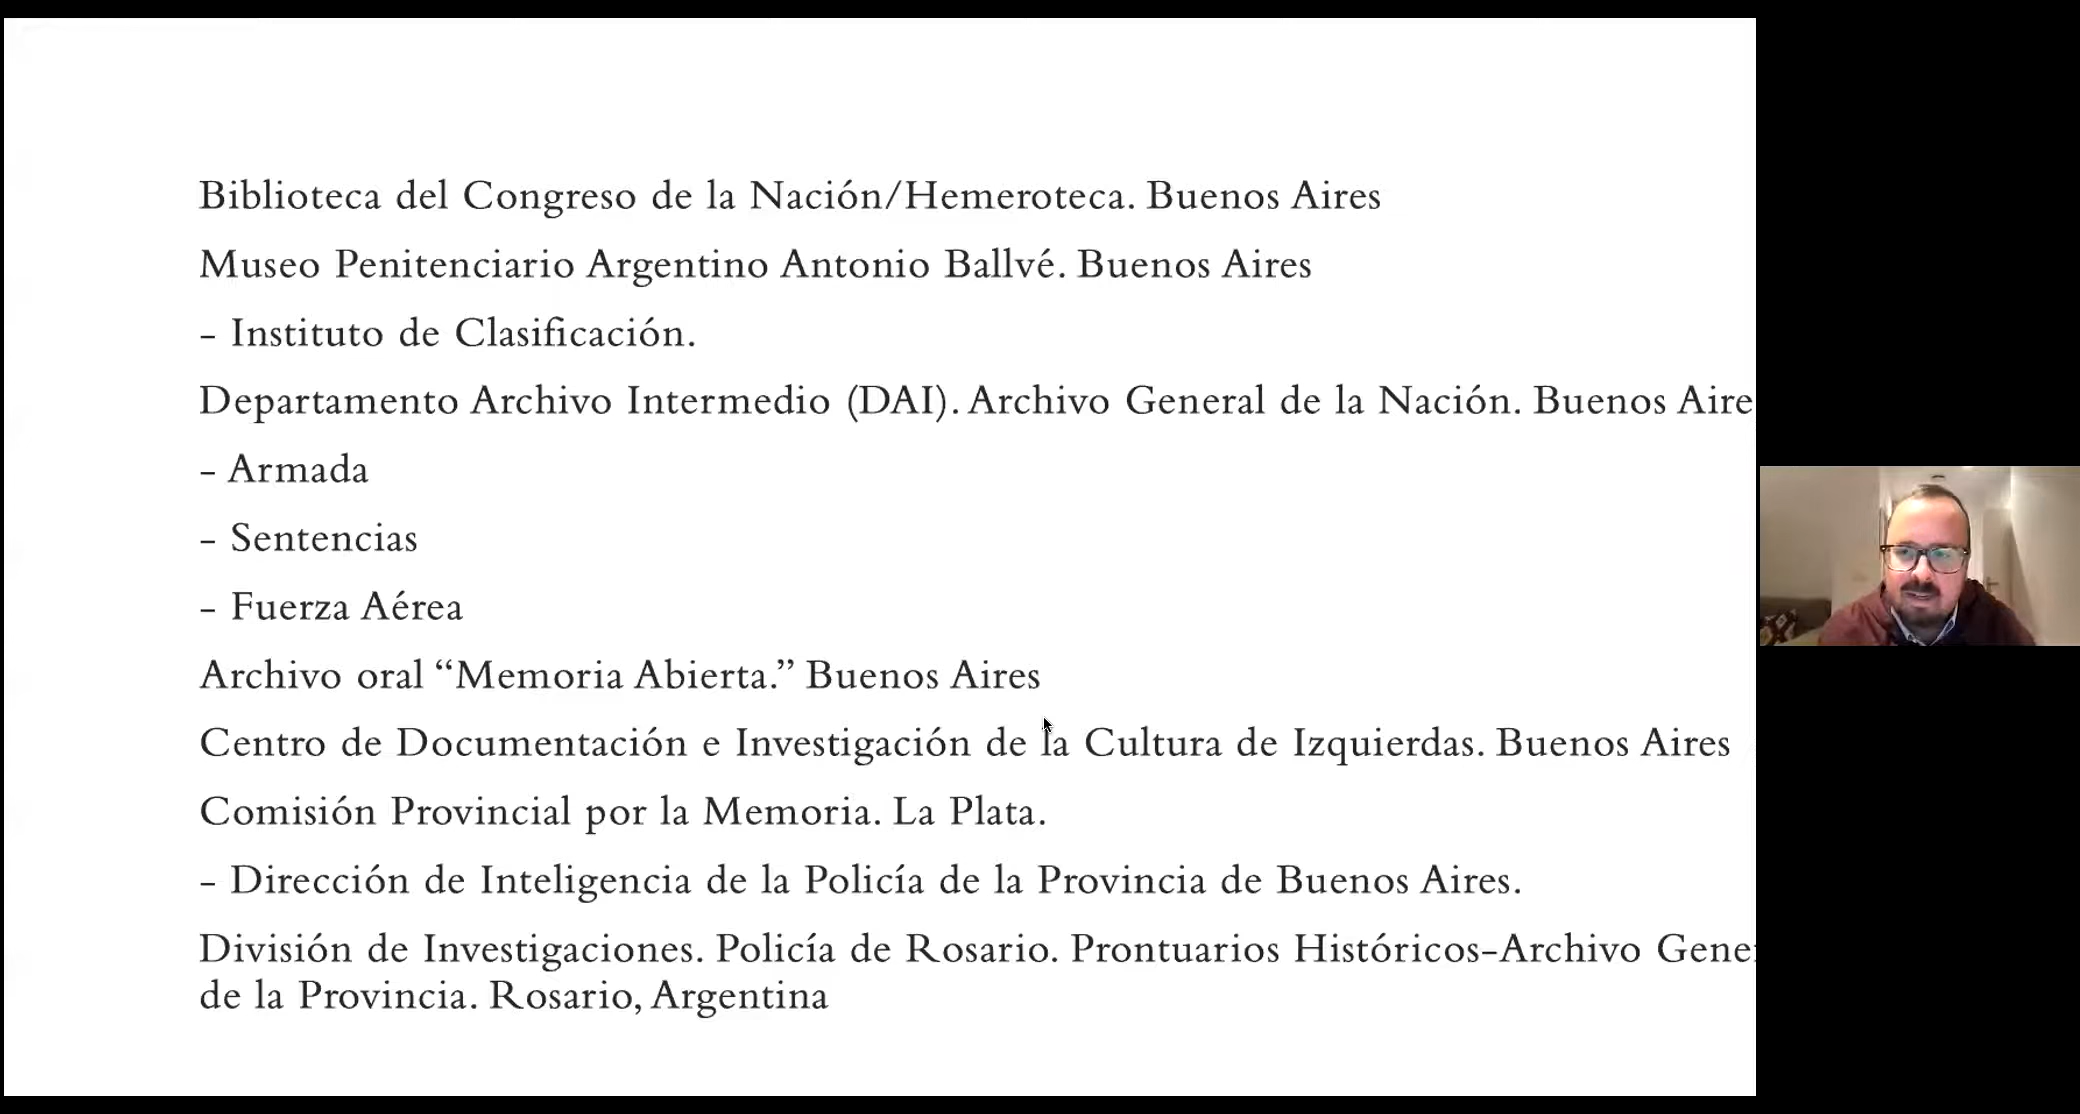 Biblioteca del Congreso de la Nación/Hemeroteca. Buenos Aires
Museo Penitenciario Argentino Antonio Ballvé. Buenos Aires
– Instituto de Clasificación.
Departamento Archivo Intermedio (DAI). Archivo General de la Nación. Buenos Aire
– Armada
– Sentencias
– Fuerza Aérea
Archivo oral “Memoria Abierta.” Buenos Aires
Centro de Documentación e Investigación de la Cultura de Izquierdas. Buenos Aires
Comisión Provincial por la Memoria. La Plata.
– Dirección de Inteligencia de la Policía de la Provincia de Buenos Aires.
División de Investigaciones. Policía de Rosario. Prontuarios Históricos-Archivo Gene
de la Provincia. Rosario, Argentina